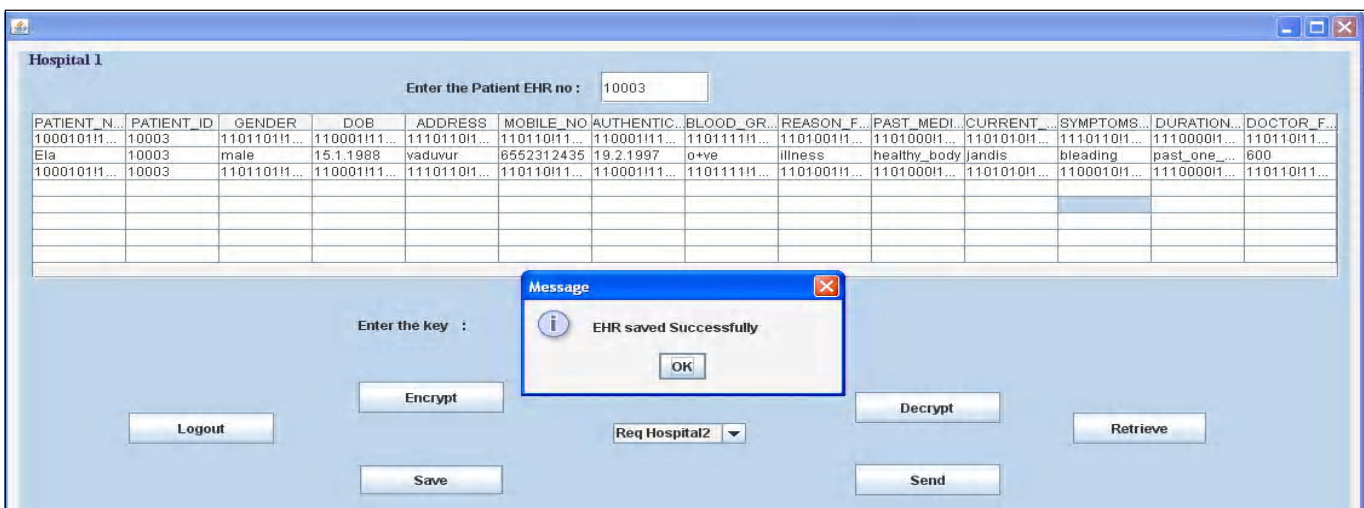 Hospital 1
Enter the Patient EHR no : 10003
PATIENT_N... PATIENT_ID GENDER DOB ADDRESS MOBILE_NO AUTHENTIC... BLOOD_GR... REASON_F... PAST_MEDI... CURRENT_... SYMPTOMS... DURATION... DOCTOR_F...
1000101!1... 10003 1101101!1... 110001!11... 1110110!1... 110110!11... 110001!11... 1101111!1... 1101001!1... 1101000!1... 1101010!1... 1110110!1... 1110000!1... 110110!11...
Ela 10003 male 15.1.1988 vaduvur 6552312435 19.2.1997 o+ve illness healthy_body jandis bleading past_one_... 600
1000101!1... 10003 1101101!1... 110001!11... 1110110!1... 110110!11... 110001!11... 1101111!1... 1101001!1... 1101000!1... 1101010!1... 1100010!1... 1110000!1... 110110!11...
Message
EHR saved Successfully
OK
Enter the key :
Encrypt
Decrypt
Logout
Req Hospital2
Retrieve
Save
Send